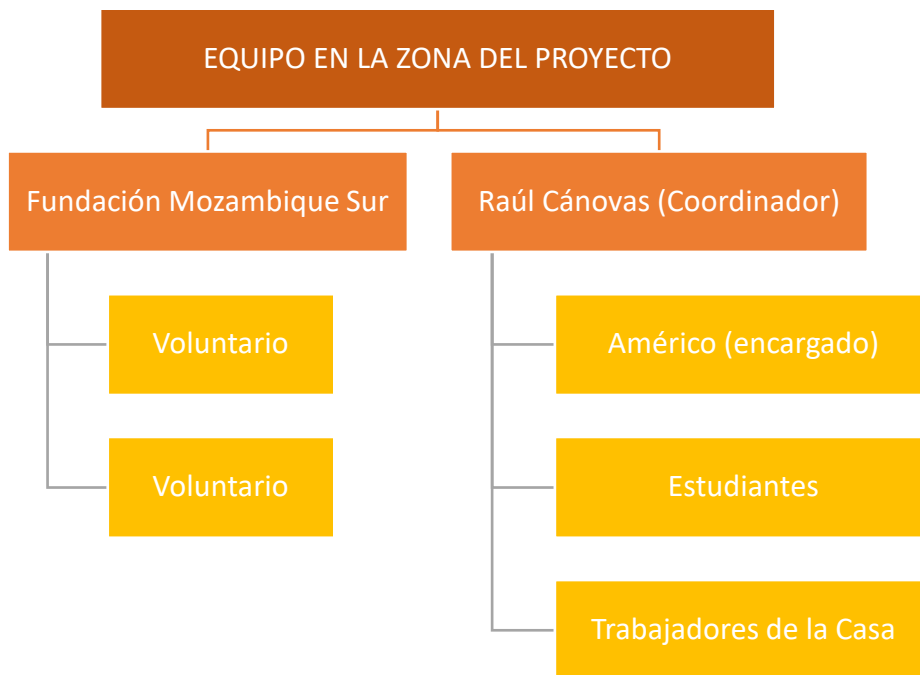 EQUIPO EN LA ZONA DEL PROYECTO
Fundación Mozambique Sur
Voluntario
Voluntario
Raúl Cánovas (Coordinador)
Américo (encargado)
Estudiantes
Trabajadores de la Casa